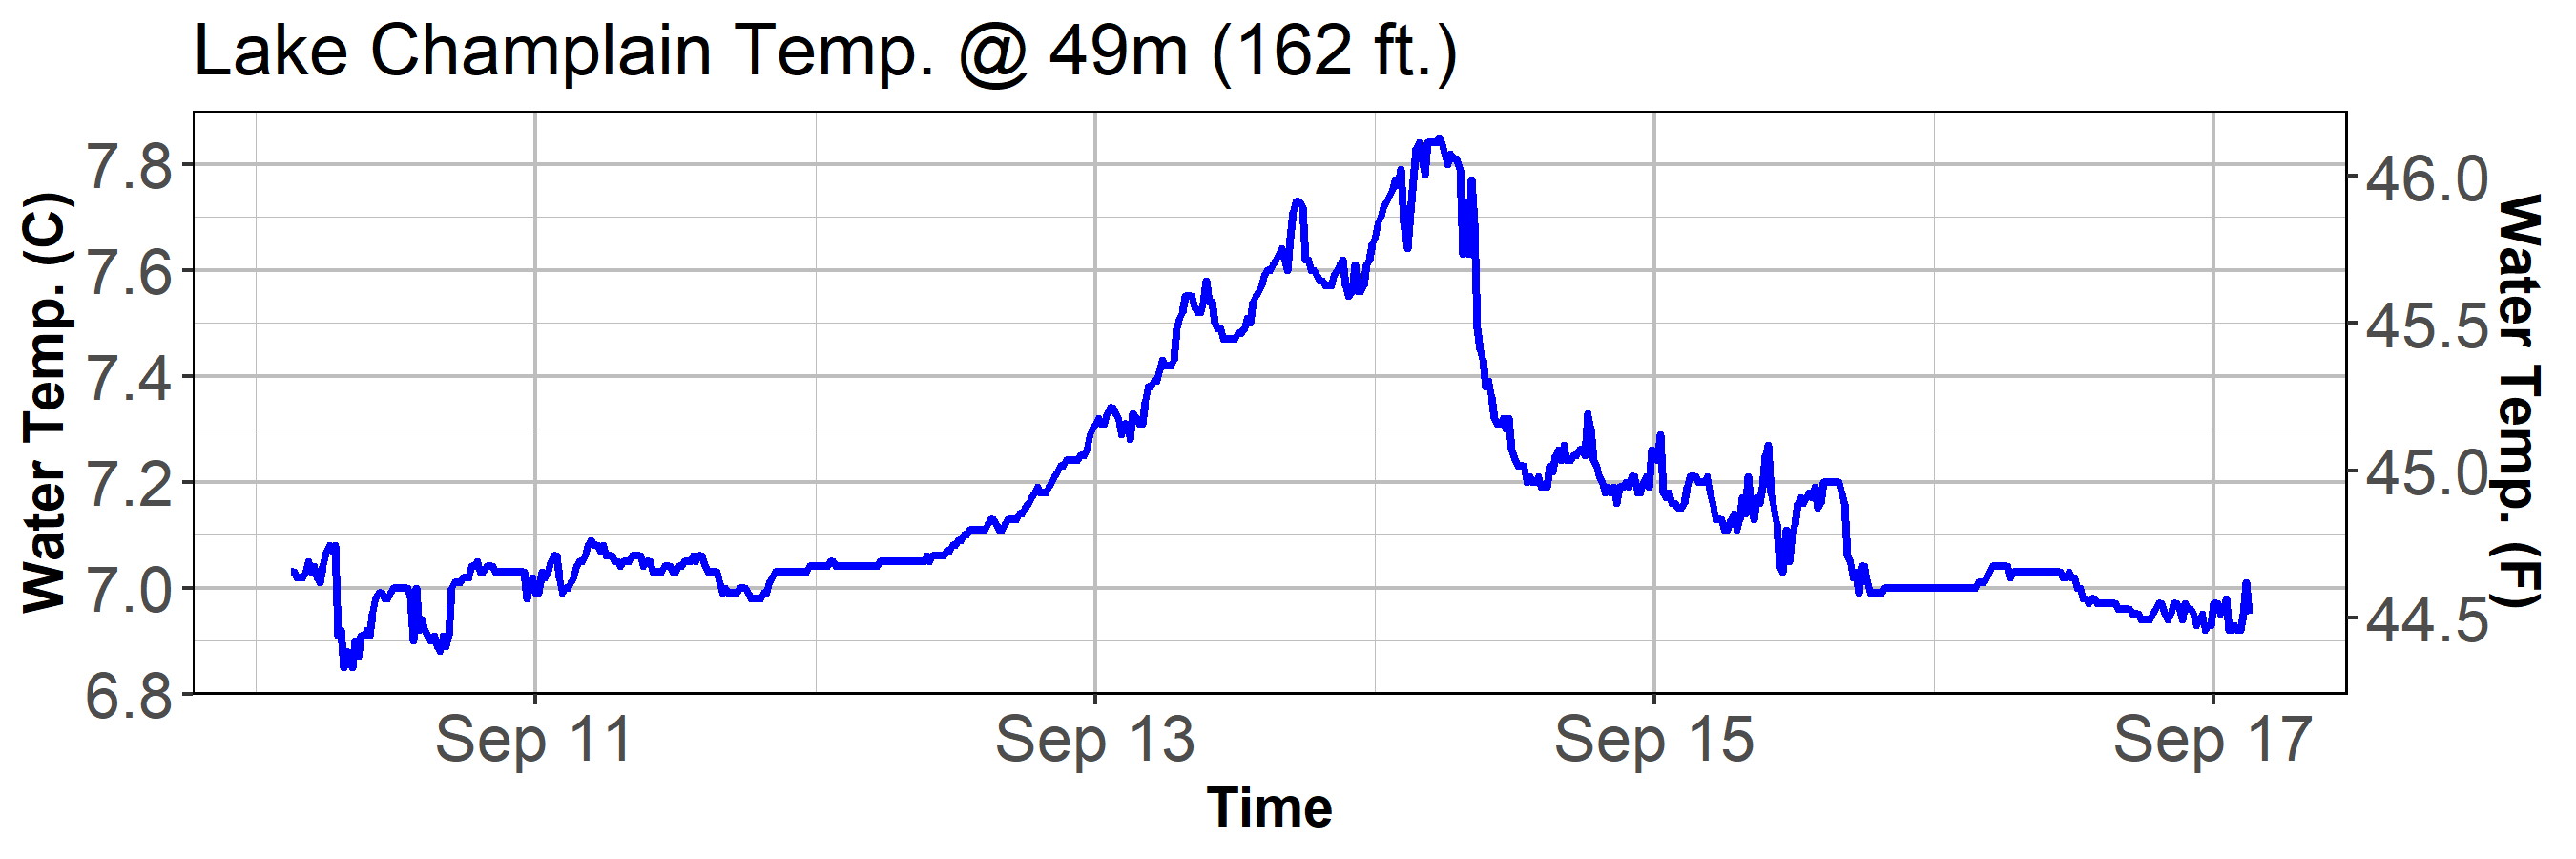 Lake Champlain Temp. @ 49m (162 ft.)
Water Temp. (C)
7.8
7.6
7.4
7.2
7.0
6.8
46.0
45.5
45.0
44.5
Water Temp. (F)
Sep 11
Sep 13
Sep 15
Sep 17
Time